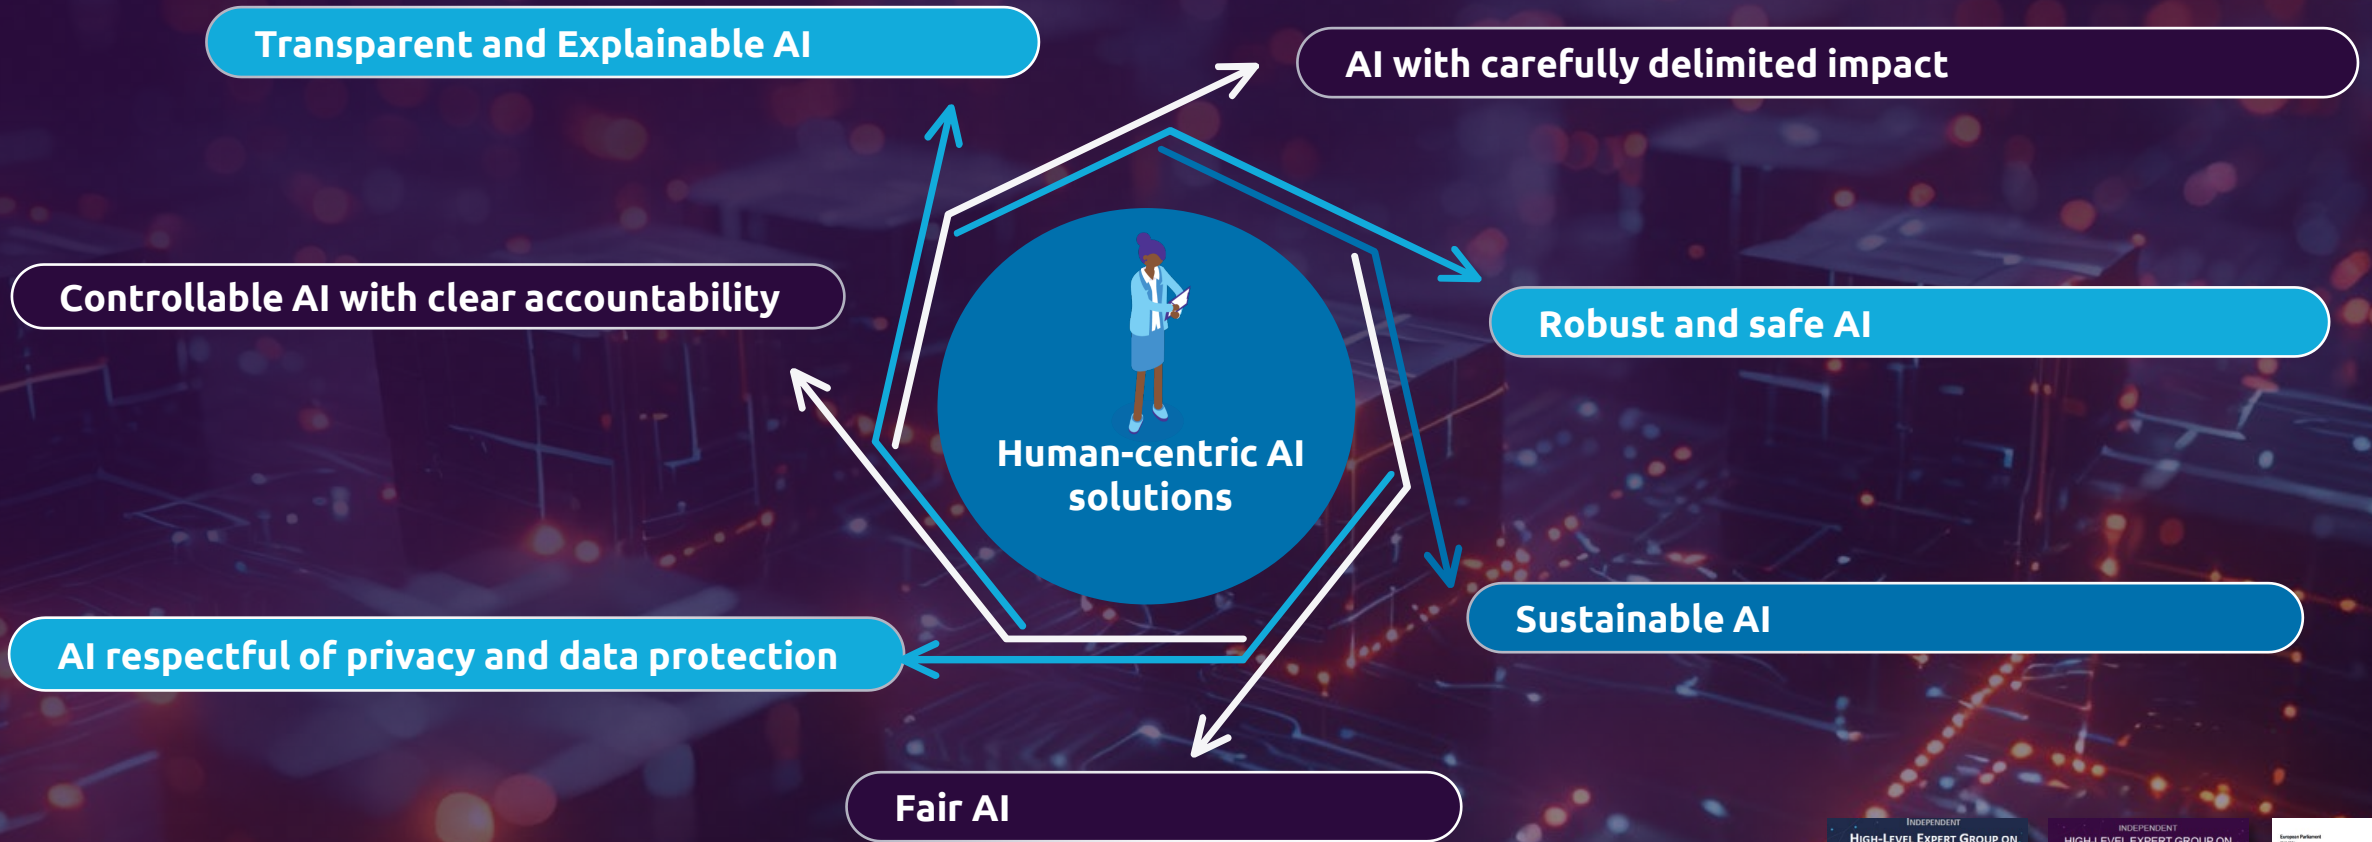 Transparent and Explainable AI
AI with carefully delimited impact
Controllable AI with clear accountability
Robust and safe AI
Human-centric AI
solutions
Sustainable AI
AI respectful of privacy and data protection
Fair AI
INDEPENDENT
HIGH-LEVEL EXPERT GROUP ON
INDEPENDENT
HIGH-LEVEL EXPERT GROUP ON
European Parliament